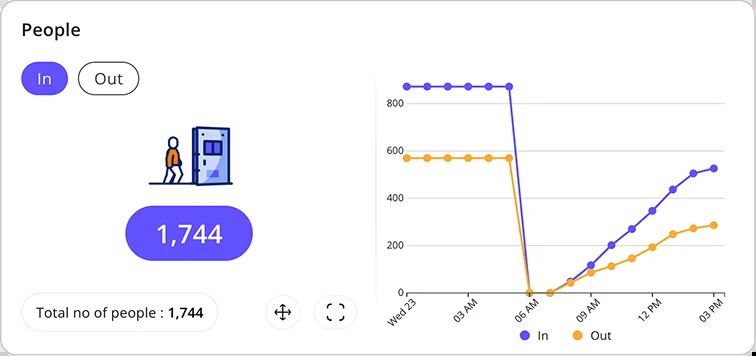 People
In
Out
1,744
Total no of people : 1,744
800
600
400
200
0
Wed 23
03 AM
06 AM
09 AM
12 PM
03 PM
In
Out